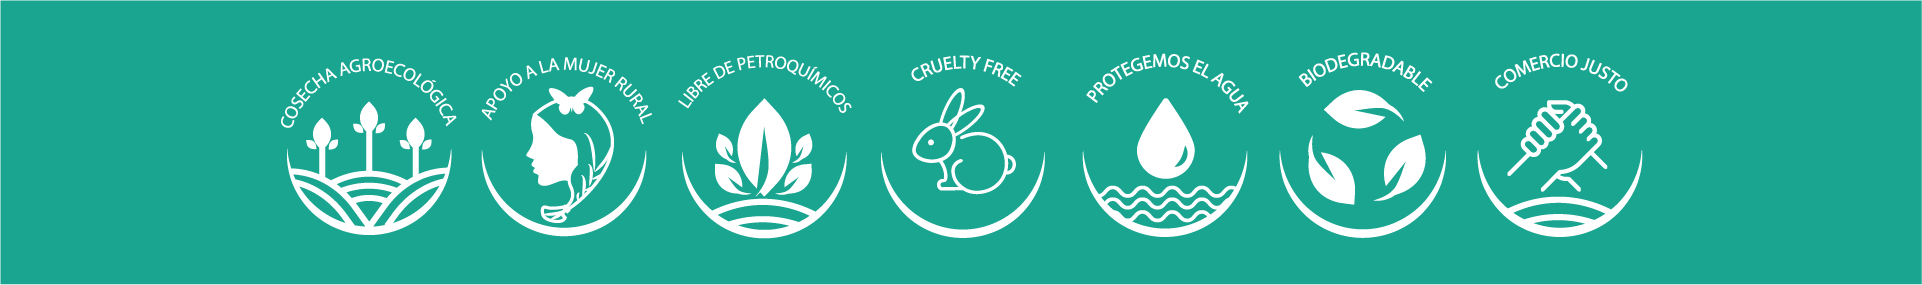 COSECHA AGROECOLÓGICA
APOYO A LA MUJER RURAL
LIBRE DE PETROQUÍMICOS
CRUELTY FREE
PROTEGEMOS EL AGUA
BIODEGRADABLE
COMERCIO JUSTO